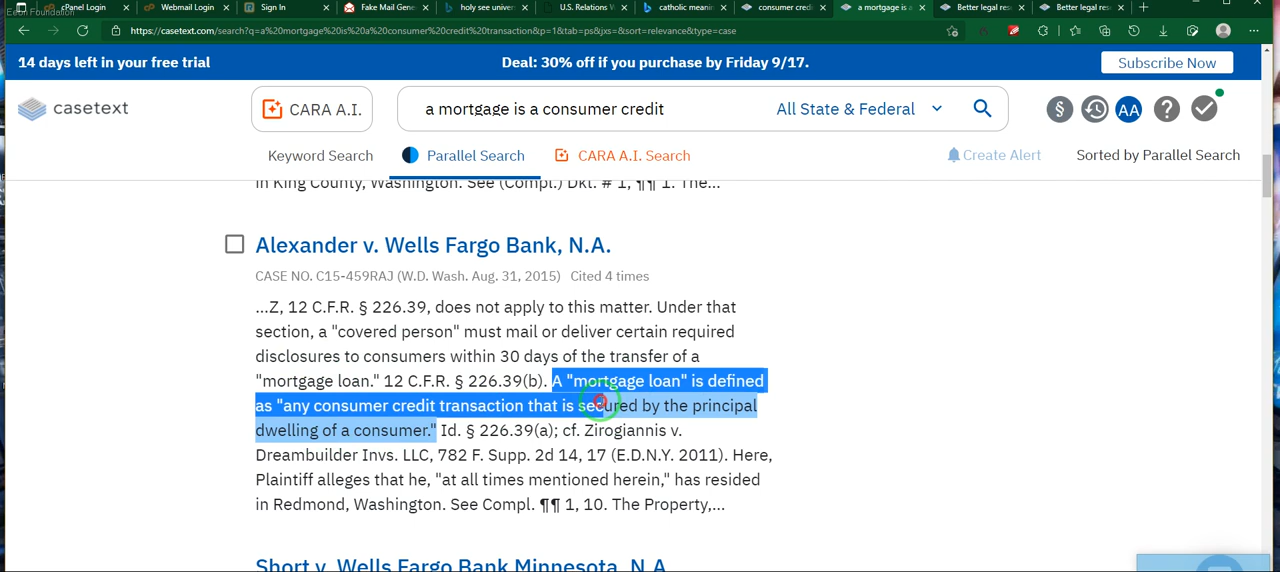 cPanel Login
Webmail Login
Sign In
Fake Mail Gene
holy see univer
U.S. Relations W
catholic meanin
consumer credi
a mortgage is a
Better legal rese
Better legal rese
Eeon Foundation
https://casetext.com/search?q=a%20mortgage%20is%20a%20consumer%20credit%20transaction&p=1&tab=ps&jxs=&sort=relevance&type=case
14 days left in your free trial
Deal: 30% off if you purchase by Friday 9/17.
Subscribe Now
casetext
CARA A.I.
a mortgage is a consumer credit
All State & Federal
§
AA
?
Keyword Search
Parallel Search
CARA A.I. Search
Create Alert
Sorted by Parallel Search
in King County, Washington. See (Compl.) Dkt. # 1, ¶¶ 1. The...
Alexander v. Wells Fargo Bank, N.A.
CASE NO. C15-459RAJ (W.D. Wash. Aug. 31, 2015) Cited 4 times
...Z, 12 C.F.R. § 226.39, does not apply to this matter. Under that
section, a "covered person" must mail or deliver certain required
disclosures to consumers within 30 days of the transfer of a
"mortgage loan." 12 C.F.R. § 226.39(b). A "mortgage loan" is defined
as "any consumer credit transaction that is secured by the principal
dwelling of a consumer." Id. § 226.39(a); cf. Zirogiannis v.
Dreambuilder Invs. LLC, 782 F. Supp. 2d 14, 17 (E.D.N.Y. 2011). Here,
Plaintiff alleges that he, "at all times mentioned herein," has resided
in Redmond, Washington. See Compl. ¶¶ 1, 10. The Property,...
Short v. Wells Fargo Bank Minnesota, N.A.